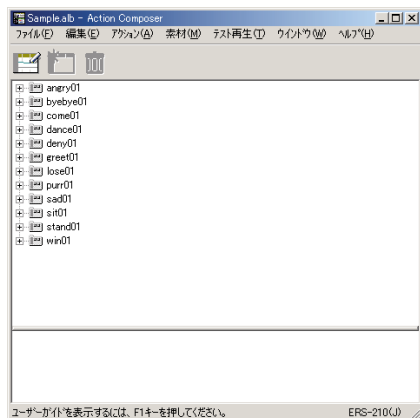 Sample.alb - Action Composer
ファイル(F) 編集(E) アクション(A) 素材(M) テスト再生(T) ウインドウ(W) ヘルプ(H)
angry01
byebye01
come01
dance01
deny01
greet01
lose01
purr01
sad01
sit01
stand01
win01
ユーザーガイドを表示するには、F1キーを押してください。 ERS-210(J)